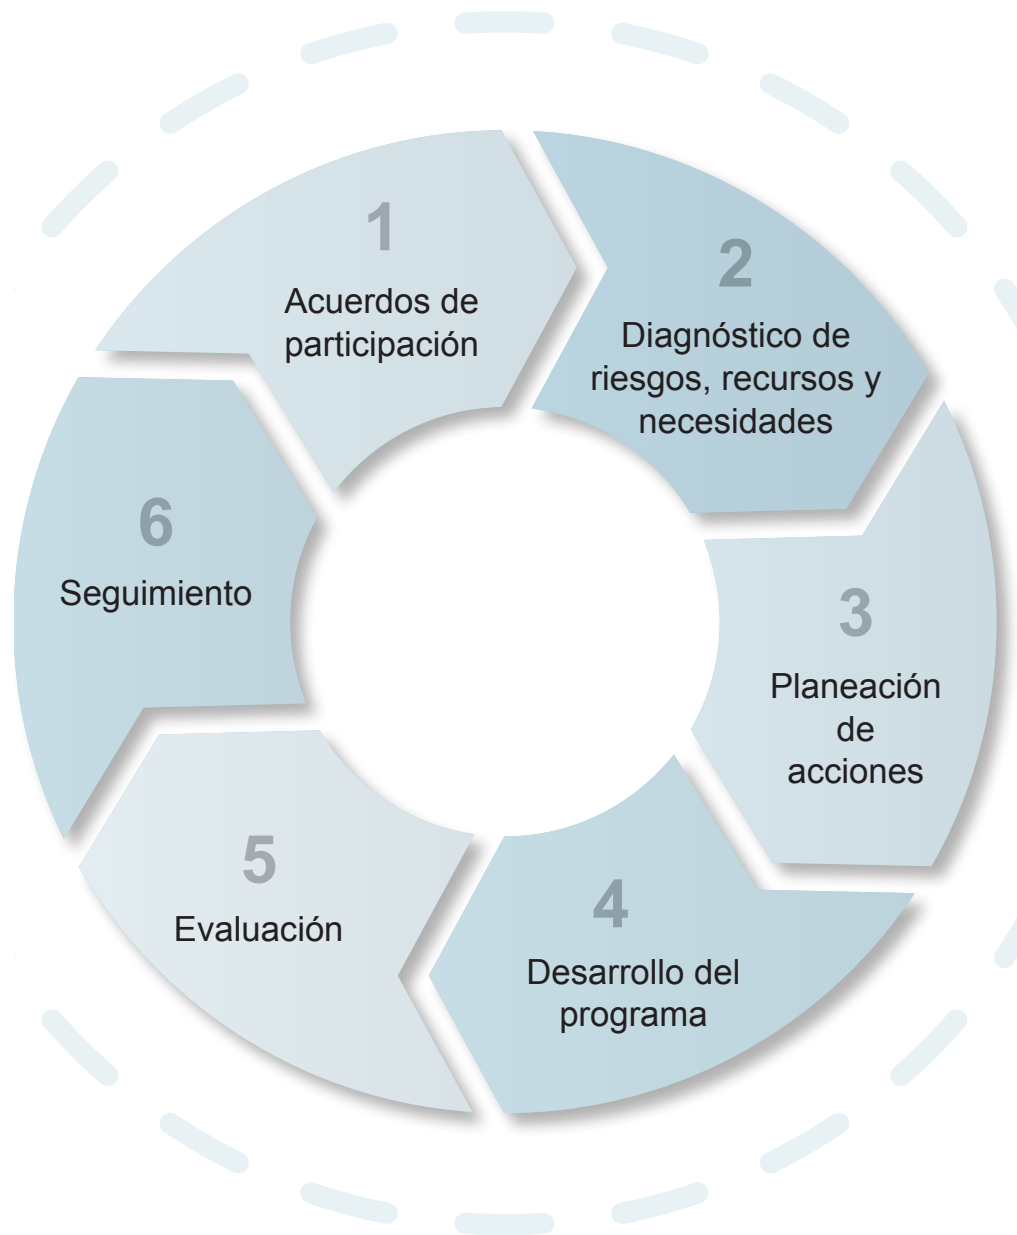 1
Acuerdos de
participación
2
Diagnóstico de
riesgos, recursos y
necesidades
3
Planeación
de
acciones
4
Desarrollo del
programa
5
Evaluación
6
Seguimiento